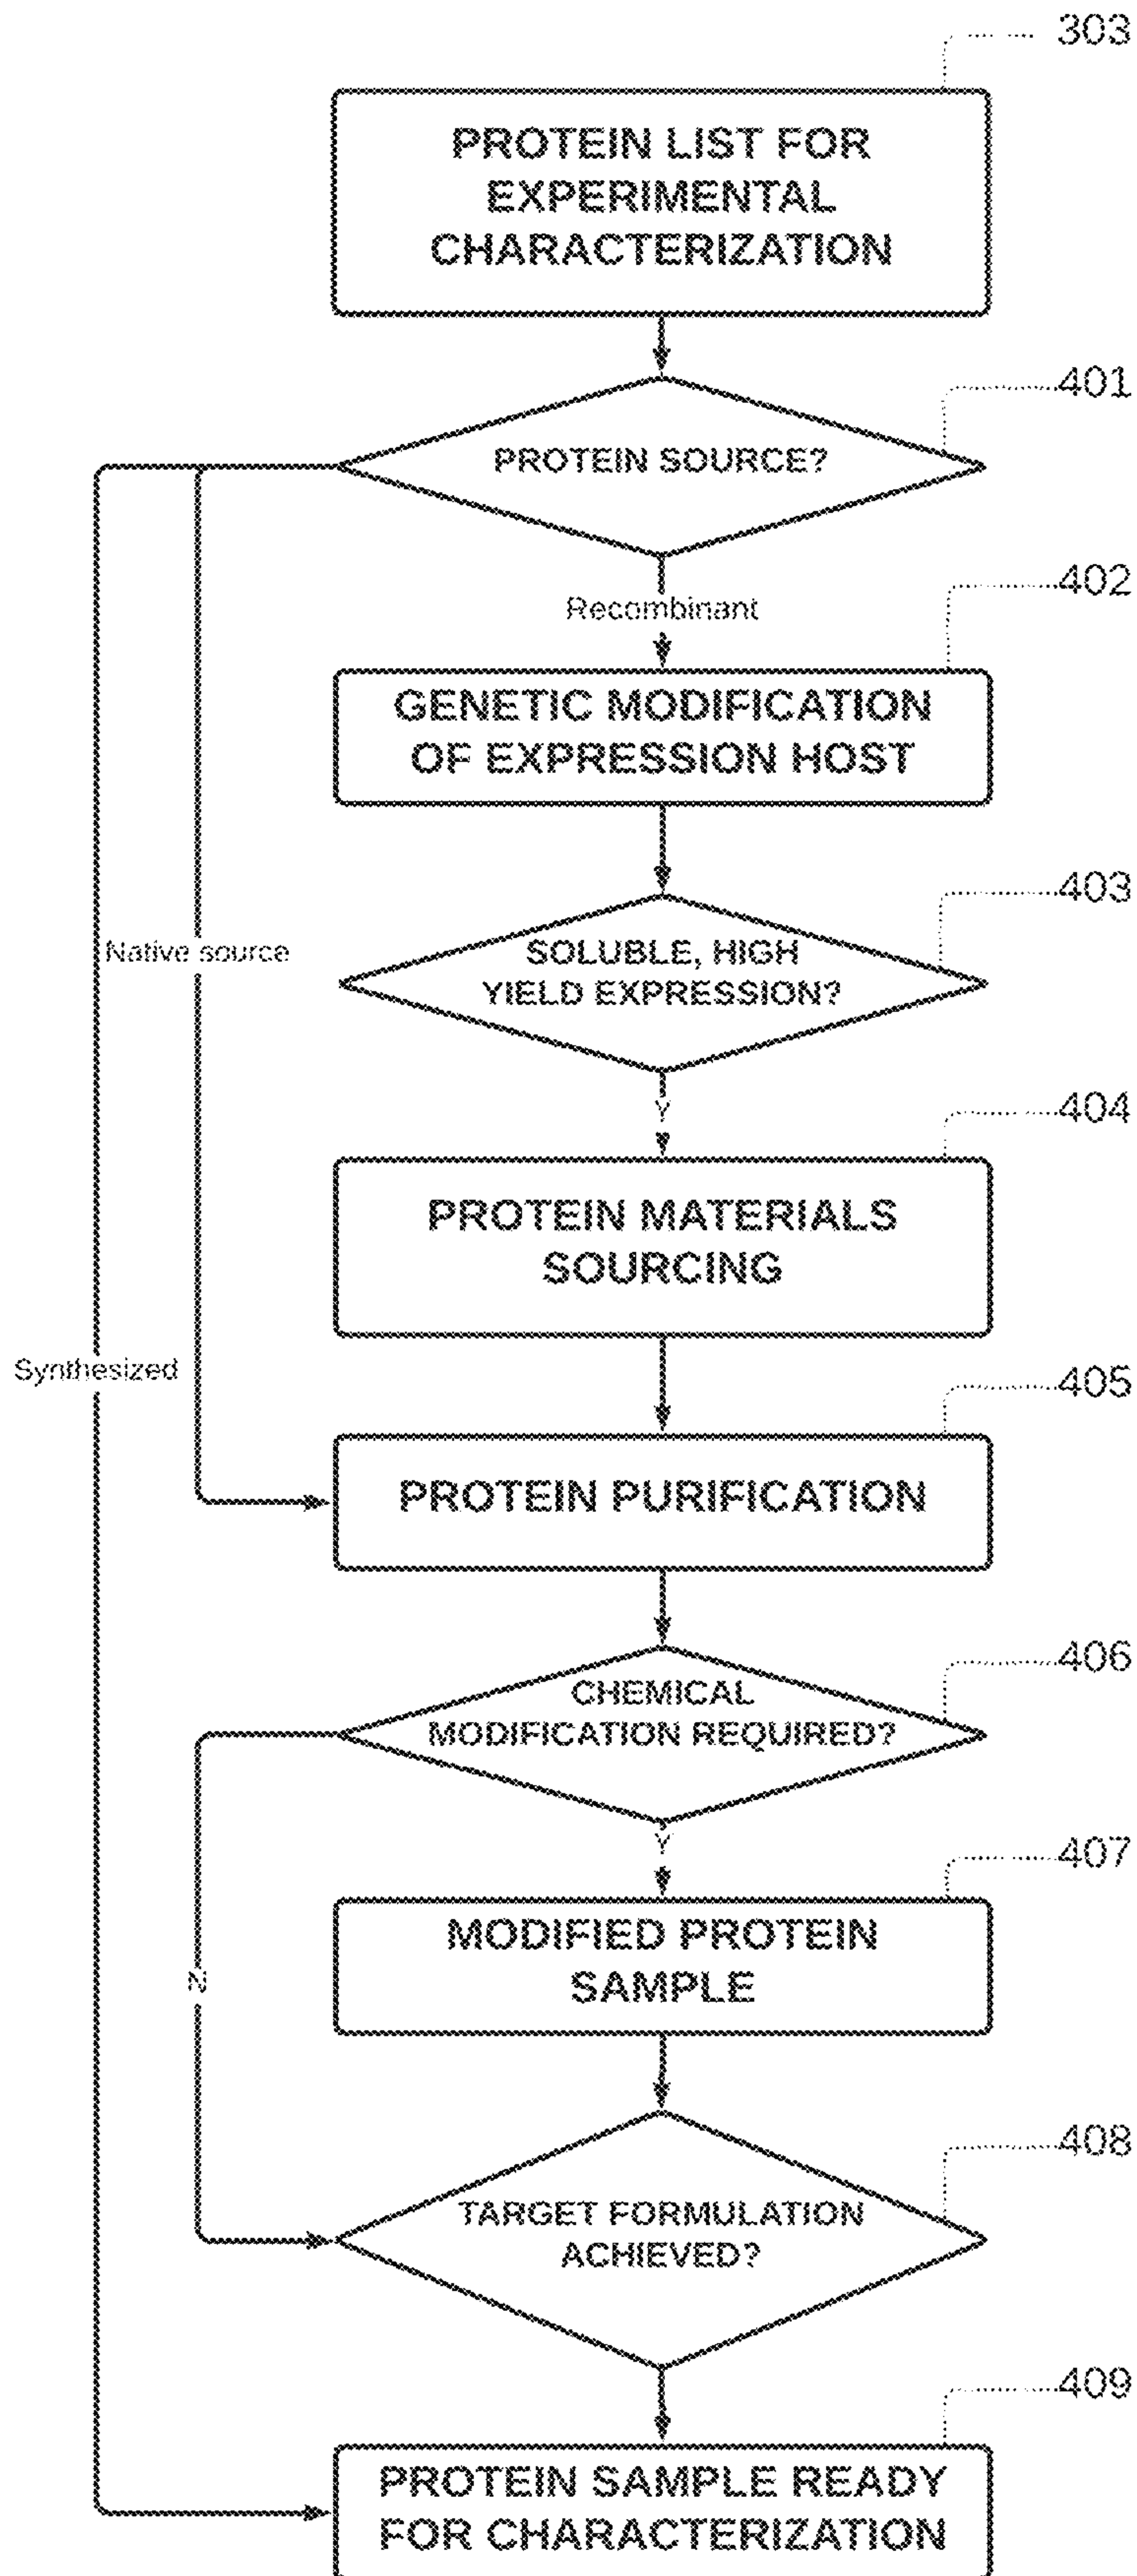 303
PROTEIN LIST FOR
EXPERIMENTAL
CHARACTERIZATION
401
PROTEIN SOURCE?
402
Recombinant
GENETIC MODIFICATION
OF EXPRESSION HOST
403
Native source
SOLUBLE, HIGH
YIELD EXPRESSION?
Y
404
PROTEIN MATERIALS
SOURCING
Synthesized
405
PROTEIN PURIFICATION
406
CHEMICAL
MODIFICATION REQUIRED?
Y
407
MODIFIED PROTEIN
SAMPLE
N
408
TARGET FORMULATION
ACHIEVED?
409
PROTEIN SAMPLE READY
FOR CHARACTERIZATION